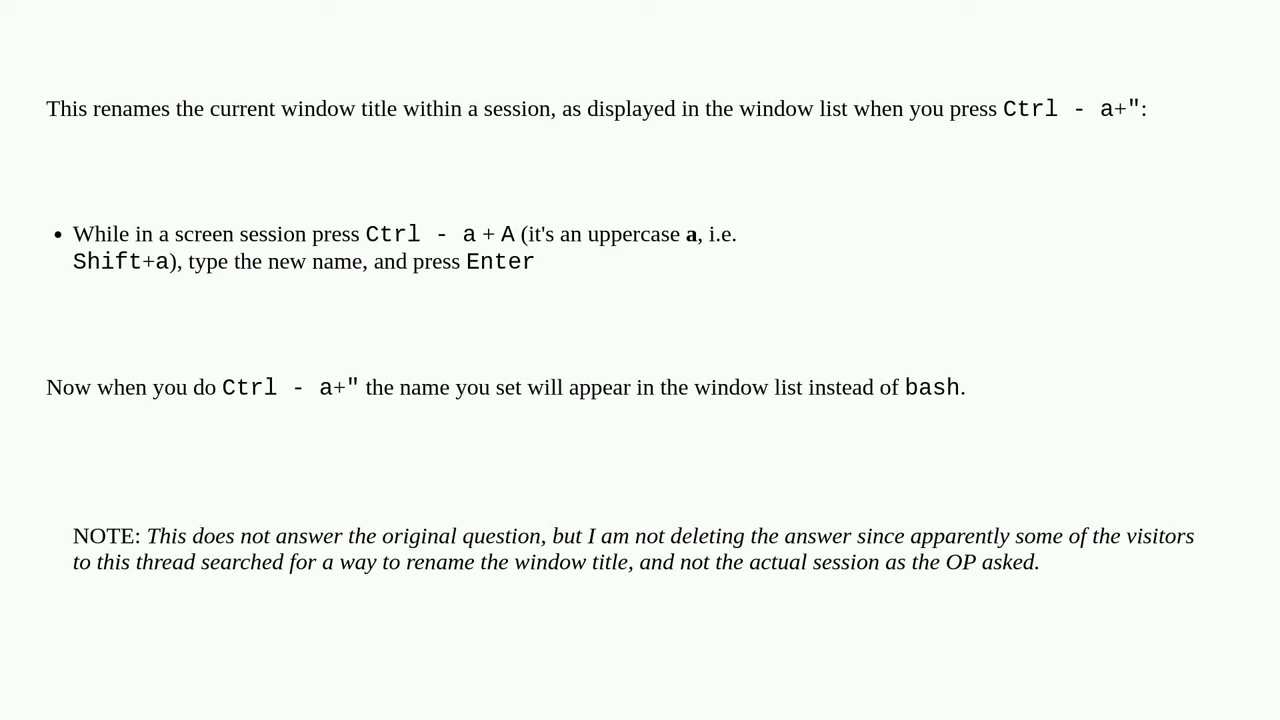 This renames the current window title within a session, as displayed in the window list when you press Ctrl - a+":
• While in a screen session press Ctrl - a + A (it's an uppercase a, i.e.
Shift+a), type the new name, and press Enter
Now when you do Ctrl - a+" the name you set will appear in the window list instead of bash.
NOTE: This does not answer the original question, but I am not deleting the answer since apparently some of the visitors
to this thread searched for a way to rename the window title, and not the actual session as the OP asked.